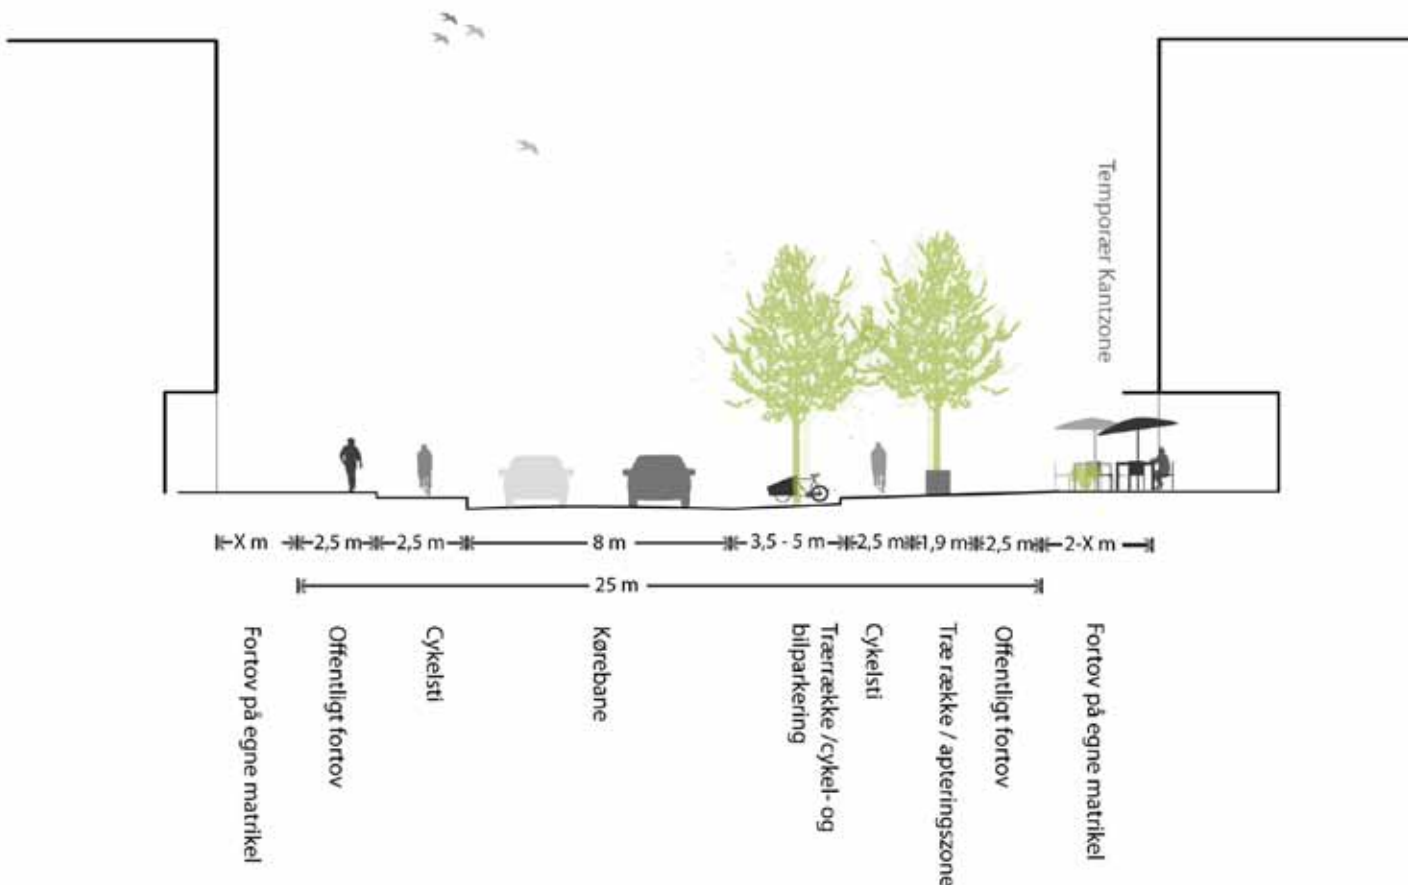 Temporær Kantzone
X m
2,5 m
2,5 m
8 m
3,5 - 5 m
2,5 m
1,9 m
2,5 m
2-X m
25 m
Fortov på egne matrikel
Offentligt fortov
Cykelsti
Kørebane
Trærrække /cykel- og
bilparkering
Cykelsti
Træ række / apteringszone
Offentligt fortov
Fortov på egne matrikel